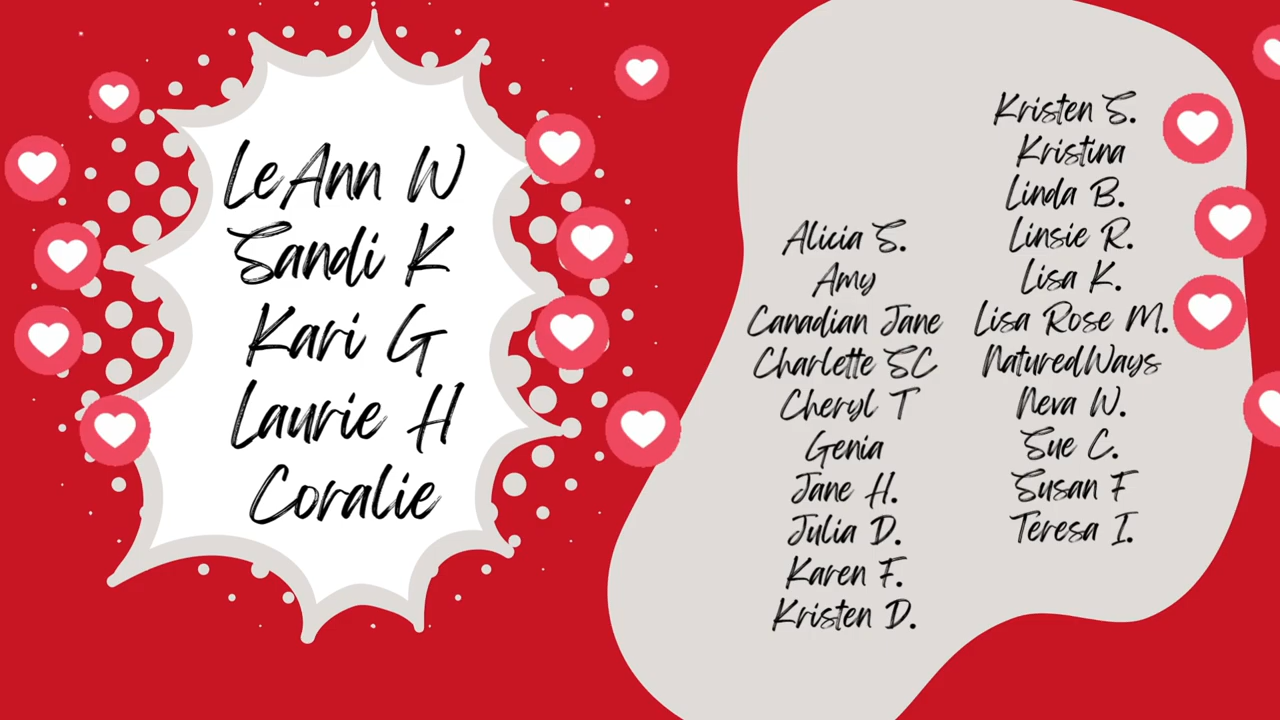 LeAnn W
Sandi K
Kari G
Laurie H
Coralie
Alicia S.
Amy
Canadian Jane
Charlette SC
Cheryl T
Genia
Jane H.
Julia D.
Karen F.
Kristen D.
Kristen S.
Kristina
Linda B.
Linsie R.
Lisa K.
Lisa Rose M.
NaturedWays
Neva W.
Sue C.
Susan F
Teresa I.